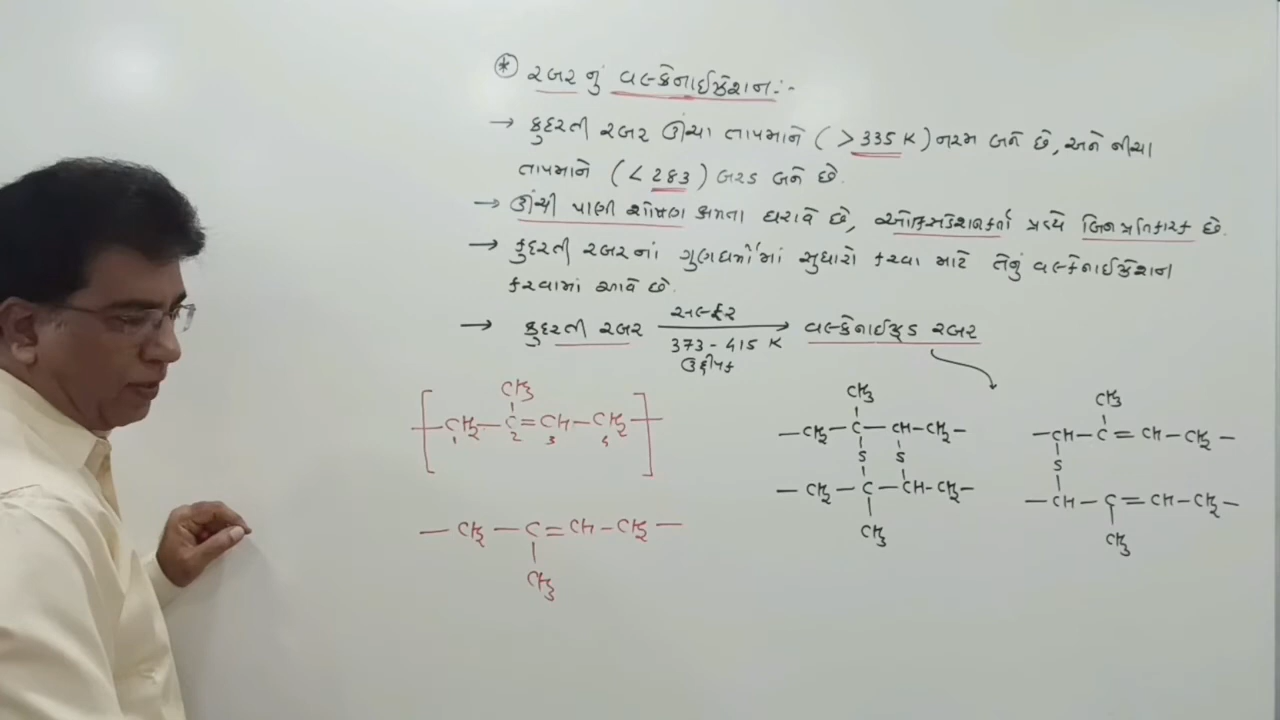 * રબર નું વલ્કેનાઈઝેશન :-
→ કુદરતી રબર ઊંચા તાપમાને ( > 335 K ) નરમ બને છે, અને નીચા
તાપમાને ( < 283 ) બરડ બને છે.
→ ઊંચી પાણી શોષણ ક્ષમતા ધરાવે છે, ઓક્સિડેશનકર્તા પ્રત્યે બિનપ્રતિકારક છે.
→ કુદરતી રબરનાં ગુણધર્મોમાં સુધારો કરવા માટે તેનું વલ્કેનાઈઝેશન
કરવામાં આવે છે.
સલ્ફર
→ કુદરતી રબર → વલ્કેનાઈઝ્ડ રબર
373 - 415 K
ઉદ્દીપક
CH3
[ - CH2 - C = CH - CH2 - ]
1 2 3 4
- CH2 - C = CH - CH2 -
CH3
CH3
- CH2 - C - CH - CH2 -
S S
- CH2 - C - CH - CH2 -
CH3
CH3
- CH - C = CH - CH2 -
S
- CH - C = CH - CH2 -
CH3